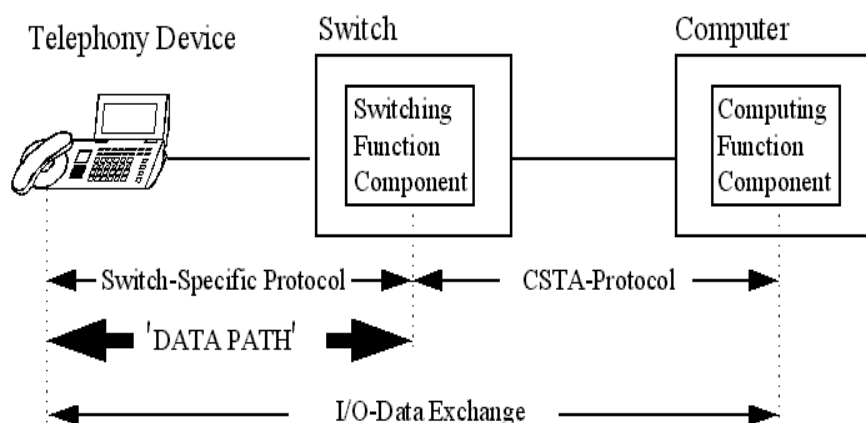 Telephony Device
Switch
Computer
Switching
Function
Component
Computing
Function
Component
Switch-Specific Protocol
CSTA-Protocol
'DATA PATH'
I/O-Data Exchange